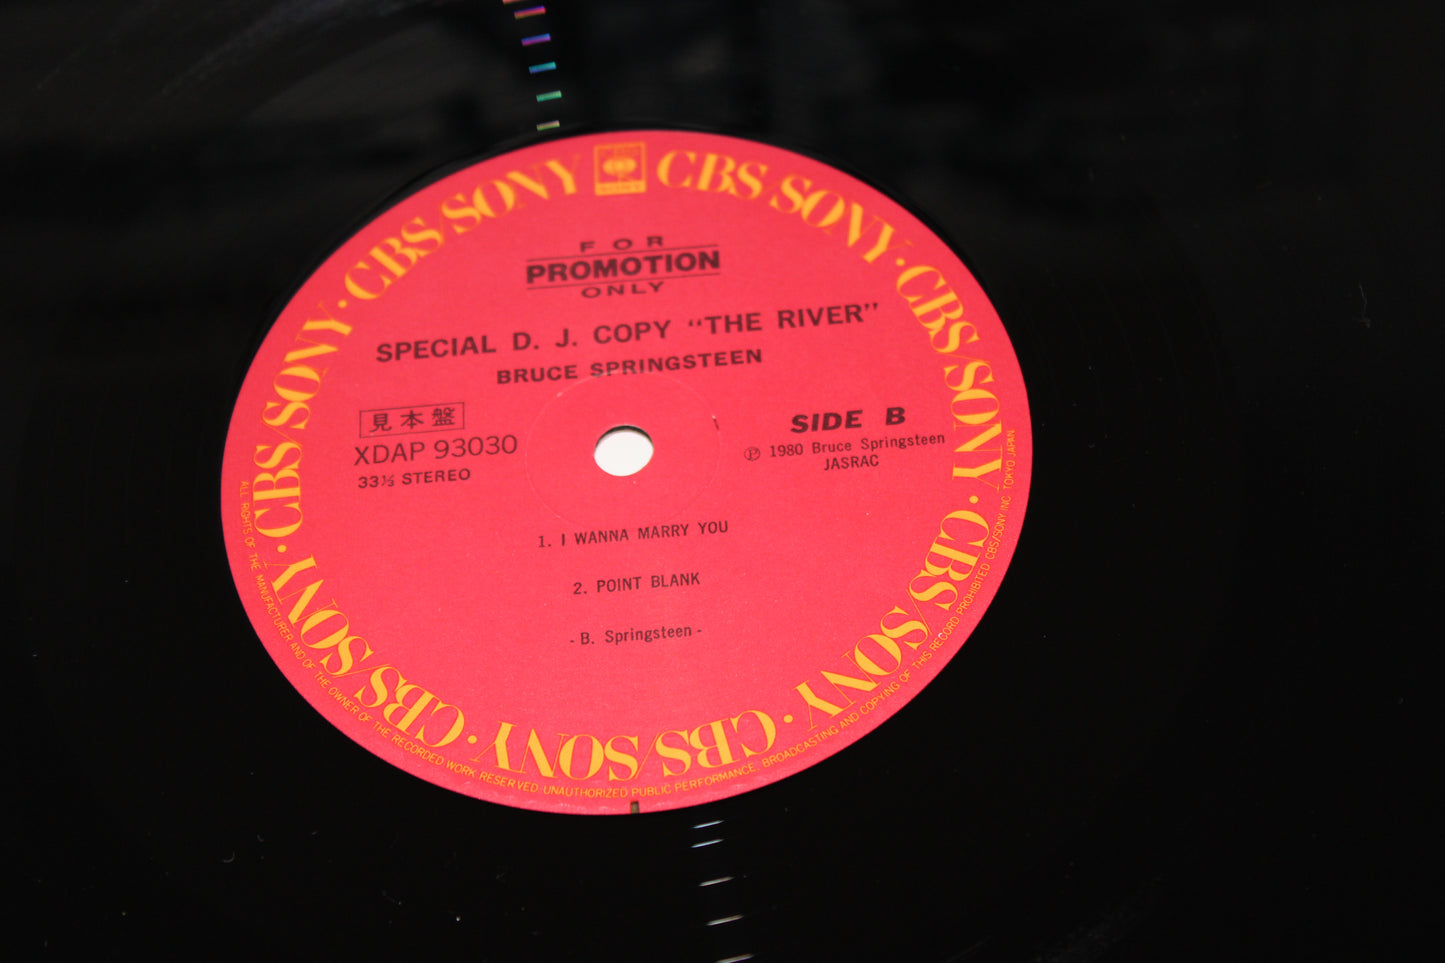 CBS/SONY · CBS/SONY · CBS/SONY · CBS/SONY · CBS/SONY · CBS/SONY · CBS/SONY · CBS SONY · CBS/SONY
FOR
PROMOTION
ONLY
SPECIAL D. J. COPY "THE RIVER"
BRUCE SPRINGSTEEN
見本盤
SIDE B
XDAP 93030
℗ 1980 Bruce Springsteen
33⅓ STEREO
JASRAC
1. I WANNA MARRY YOU
2. POINT BLANK
- B. Springsteen -
ALL RIGHTS OF THE MANUFACTURER AND OF THE OWNER OF THE RECORDED WORK RESERVED UNAUTHORIZED PUBLIC PERFORMANCE BROADCASTING AND COPYING OF THIS RECORD PROHIBITED CBS/SONY INC. TOKYO JAPAN